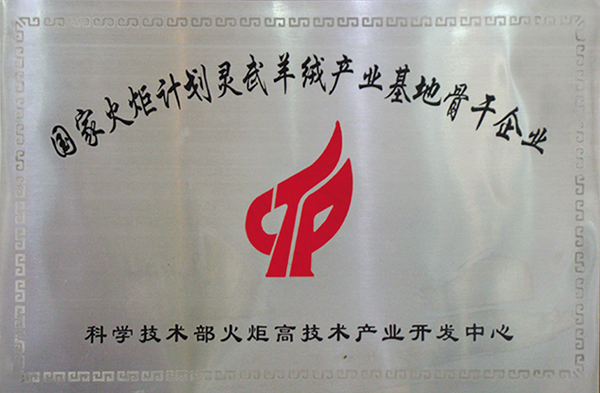 国家火炬计划灵武羊绒产业基地骨干企业
CTP
科学技术部火炬高技术产业开发中心